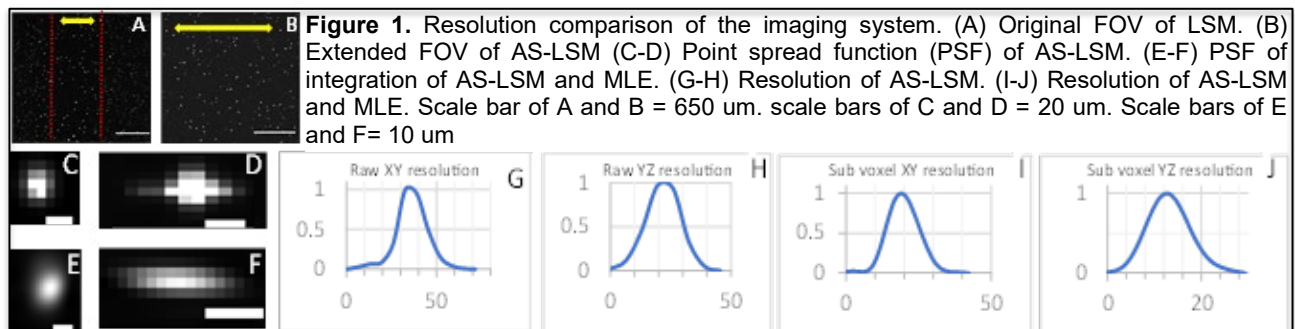 A
B
Figure 1. Resolution comparison of the imaging system. (A) Original FOV of LSM. (B)
Extended FOV of AS-LSM (C-D) Point spread function (PSF) of AS-LSM. (E-F) PSF of
integration of AS-LSM and MLE. (G-H) Resolution of AS-LSM. (I-J) Resolution of AS-LSM
and MLE. Scale bar of A and B = 650 um. scale bars of C and D = 20 um. Scale bars of E
and F= 10 um
C
D
E
F
Raw XY resolution
G
1
0.5
0
0
50
Raw YZ resolution
H
1
0.5
0
0
50
Sub voxel XY resolution
I
1
0.5
0
0
50
Sub voxel YZ resolution
J
1
0.5
0
0
20